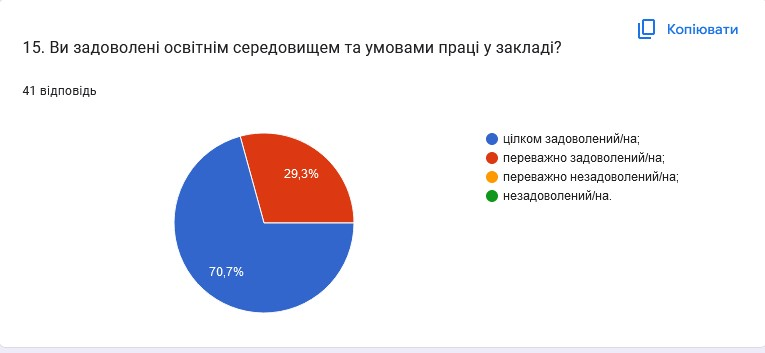 Копіювати
15. Ви задоволені освітнім середовищем та умовами праці у закладі?
41 відповідь
цілком задоволений/на;
переважно задоволений/на;
переважно незадоволений/на;
незадоволений/на.
29,3%
70,7%